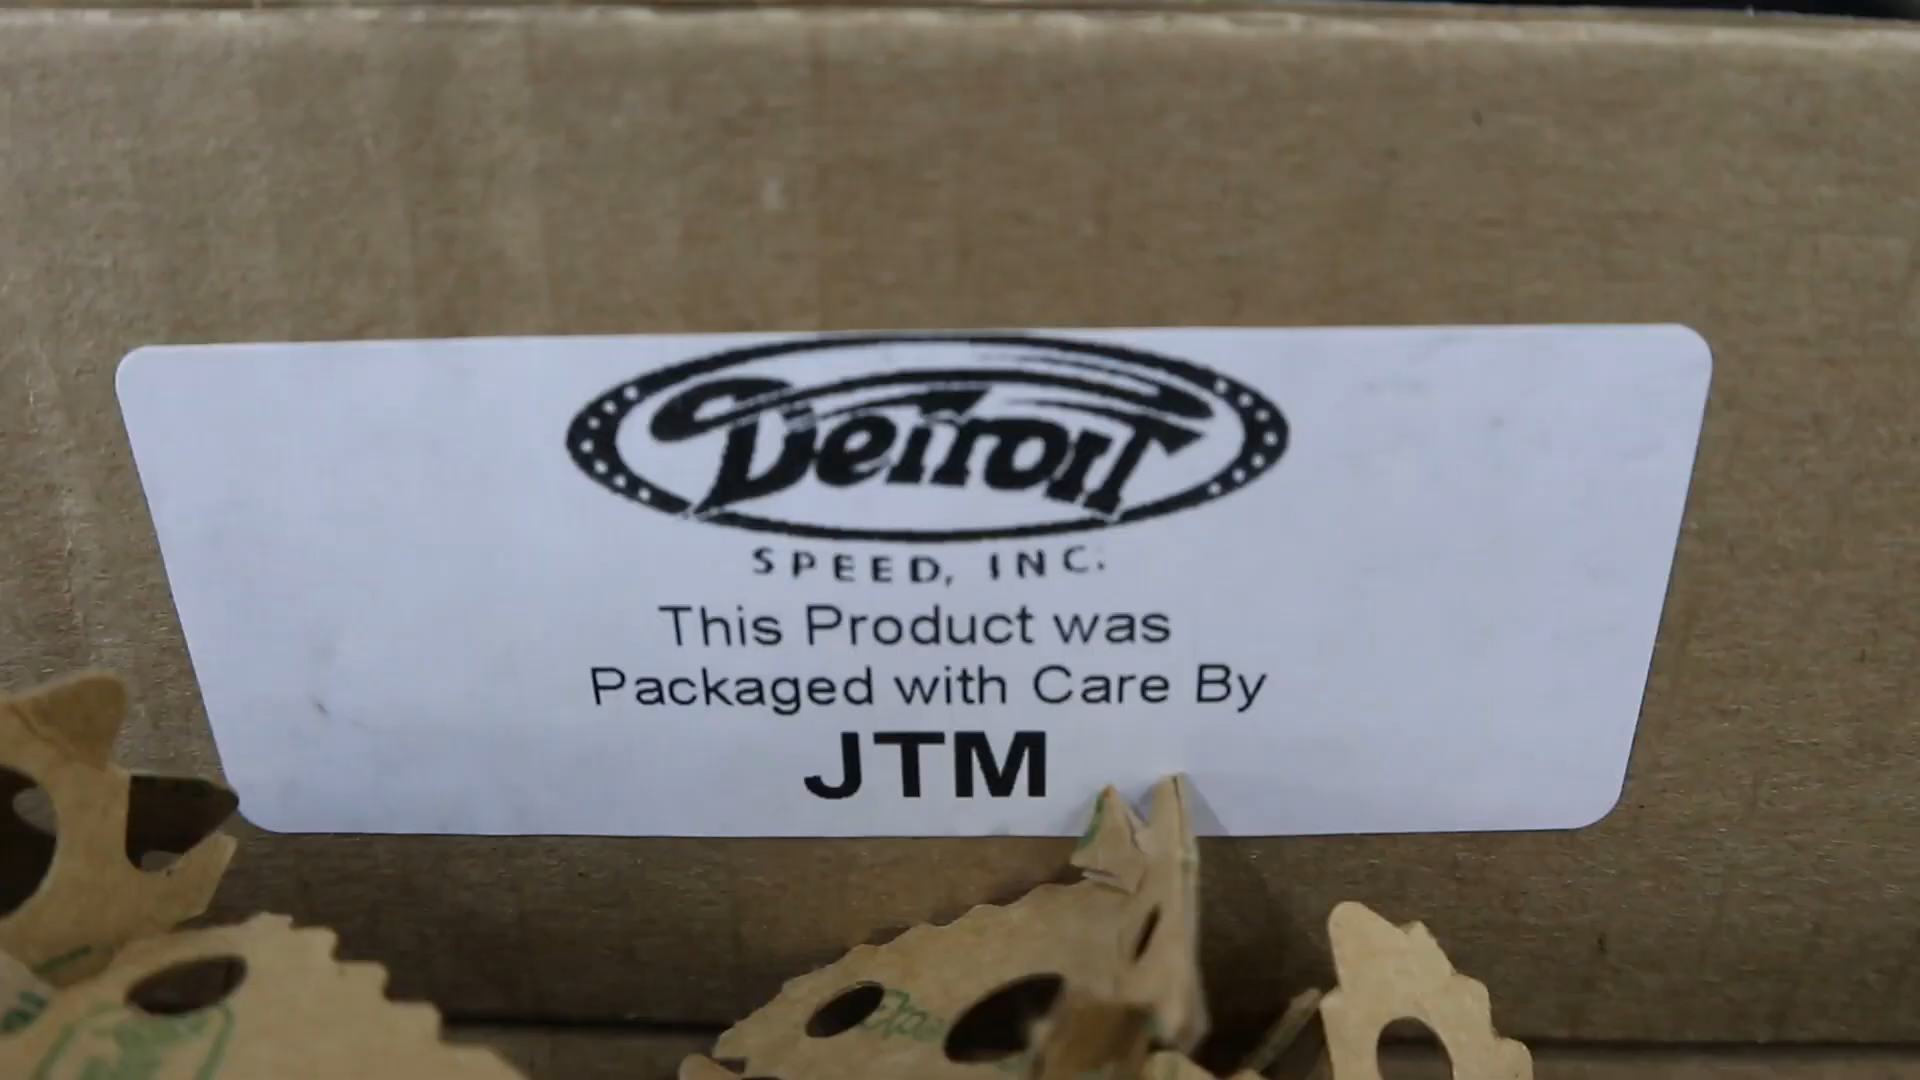 Detroit
SPEED, INC.
This Product was
Packaged with Care By
JTM